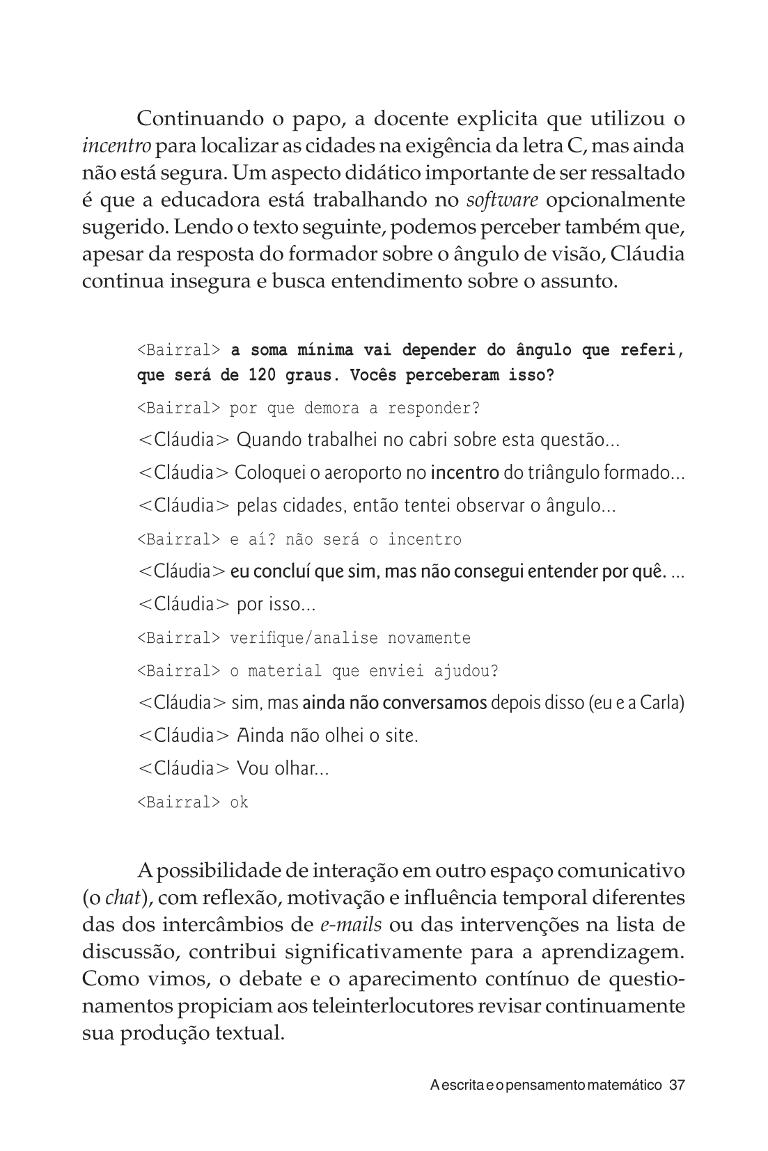 Continuando o papo, a docente explicita que utilizou o
incentro para localizar as cidades na exigência da letra C, mas ainda
não está segura. Um aspecto didático importante de ser ressaltado
é que a educadora está trabalhando no software opcionalmente
sugerido. Lendo o texto seguinte, podemos perceber também que,
apesar da resposta do formador sobre o ângulo de visão, Cláudia
continua insegura e busca entendimento sobre o assunto.
<Bairral> a soma mínima vai depender do ângulo que referi,
que será de 120 graus. Vocês perceberam isso?
<Bairral> por que demora a responder?
<Cláudia> Quando trabalhei no cabri sobre esta questão...
<Cláudia> Coloquei o aeroporto no incentro do triângulo formado...
<Cláudia> pelas cidades, então tentei observar o ângulo...
<Bairral> e aí? não será o incentro
<Cláudia> eu concluí que sim, mas não consegui entender por quê. ...
<Cláudia> por isso...
<Bairral> verifique/analise novamente
<Bairral> o material que enviei ajudou?
<Cláudia> sim, mas ainda não conversamos depois disso (eu e a Carla)
<Cláudia> Ainda não olhei o site.
<Cláudia> Vou olhar...
<Bairral> ok
A possibilidade de interação em outro espaço comunicativo
(o chat), com reflexão, motivação e influência temporal diferentes
das dos intercâmbios de e-mails ou das intervenções na lista de
discussão, contribui significativamente para a aprendizagem.
Como vimos, o debate e o aparecimento contínuo de questio-
namentos propiciam aos teleinterlocutores revisar continuamente
sua produção textual.
A escrita e o pensamento matemático 37